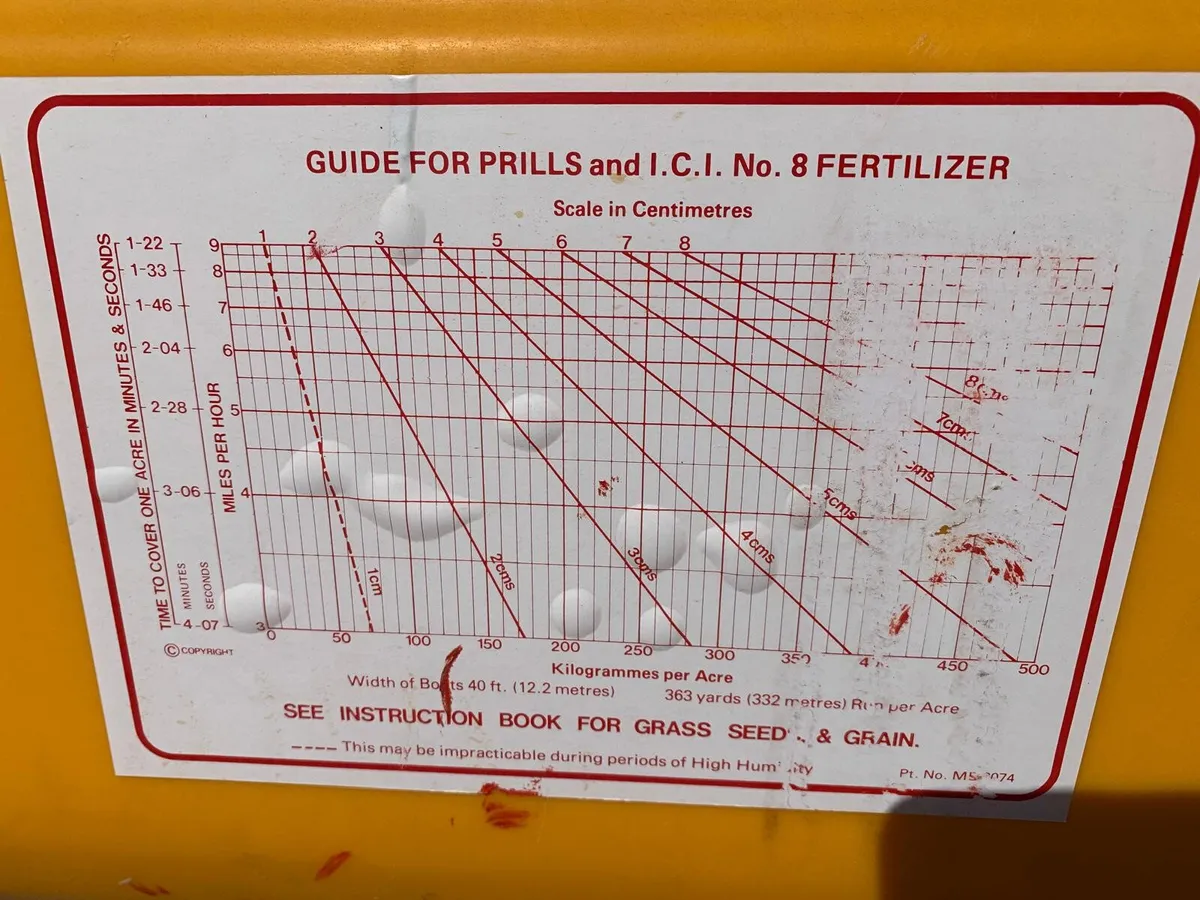 GUIDE FOR PRILLS and I.C.I. No. 8 FERTILIZER
Scale in Centimetres
1 2 3 4 5 6 7 8
TIME TO COVER ONE ACRE IN MINUTES & SECONDS
MINUTES
SECONDS
1-22
1-33
1-46
2-04
2-28
3-06
4-07
MILES PER HOUR
9
8
7
6
5
4
3
1cm
2cms
3cms
4cms
5cms
7cms
0 50 100 150 200 250 300 350 450 500
© COPYRIGHT
Kilogrammes per Acre
Width of Bouts 40 ft. (12.2 metres) 363 yards (332 metres) Run per Acre
SEE INSTRUCTION BOOK FOR GRASS SEED & GRAIN.
---- This may be impracticable during periods of High Humidity
Pt. No.